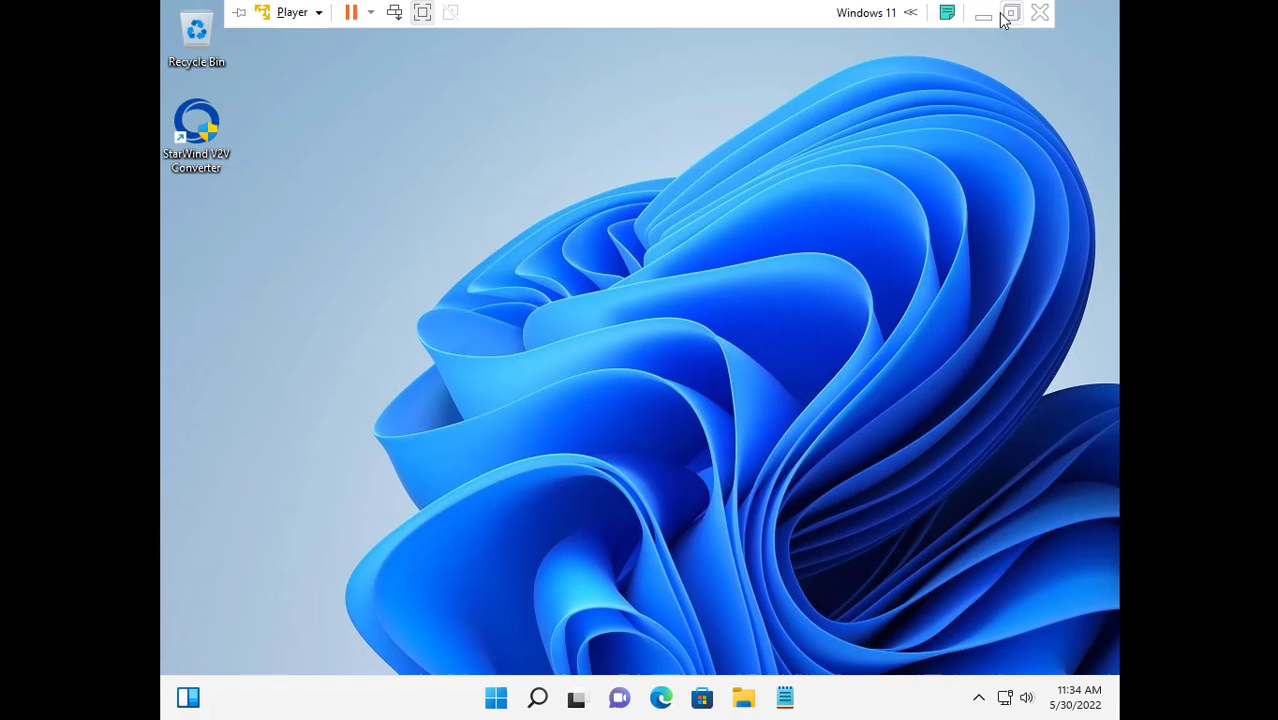 Player
Windows 11
Recycle Bin
StarWind V2V
Converter
11:34 AM
5/30/2022